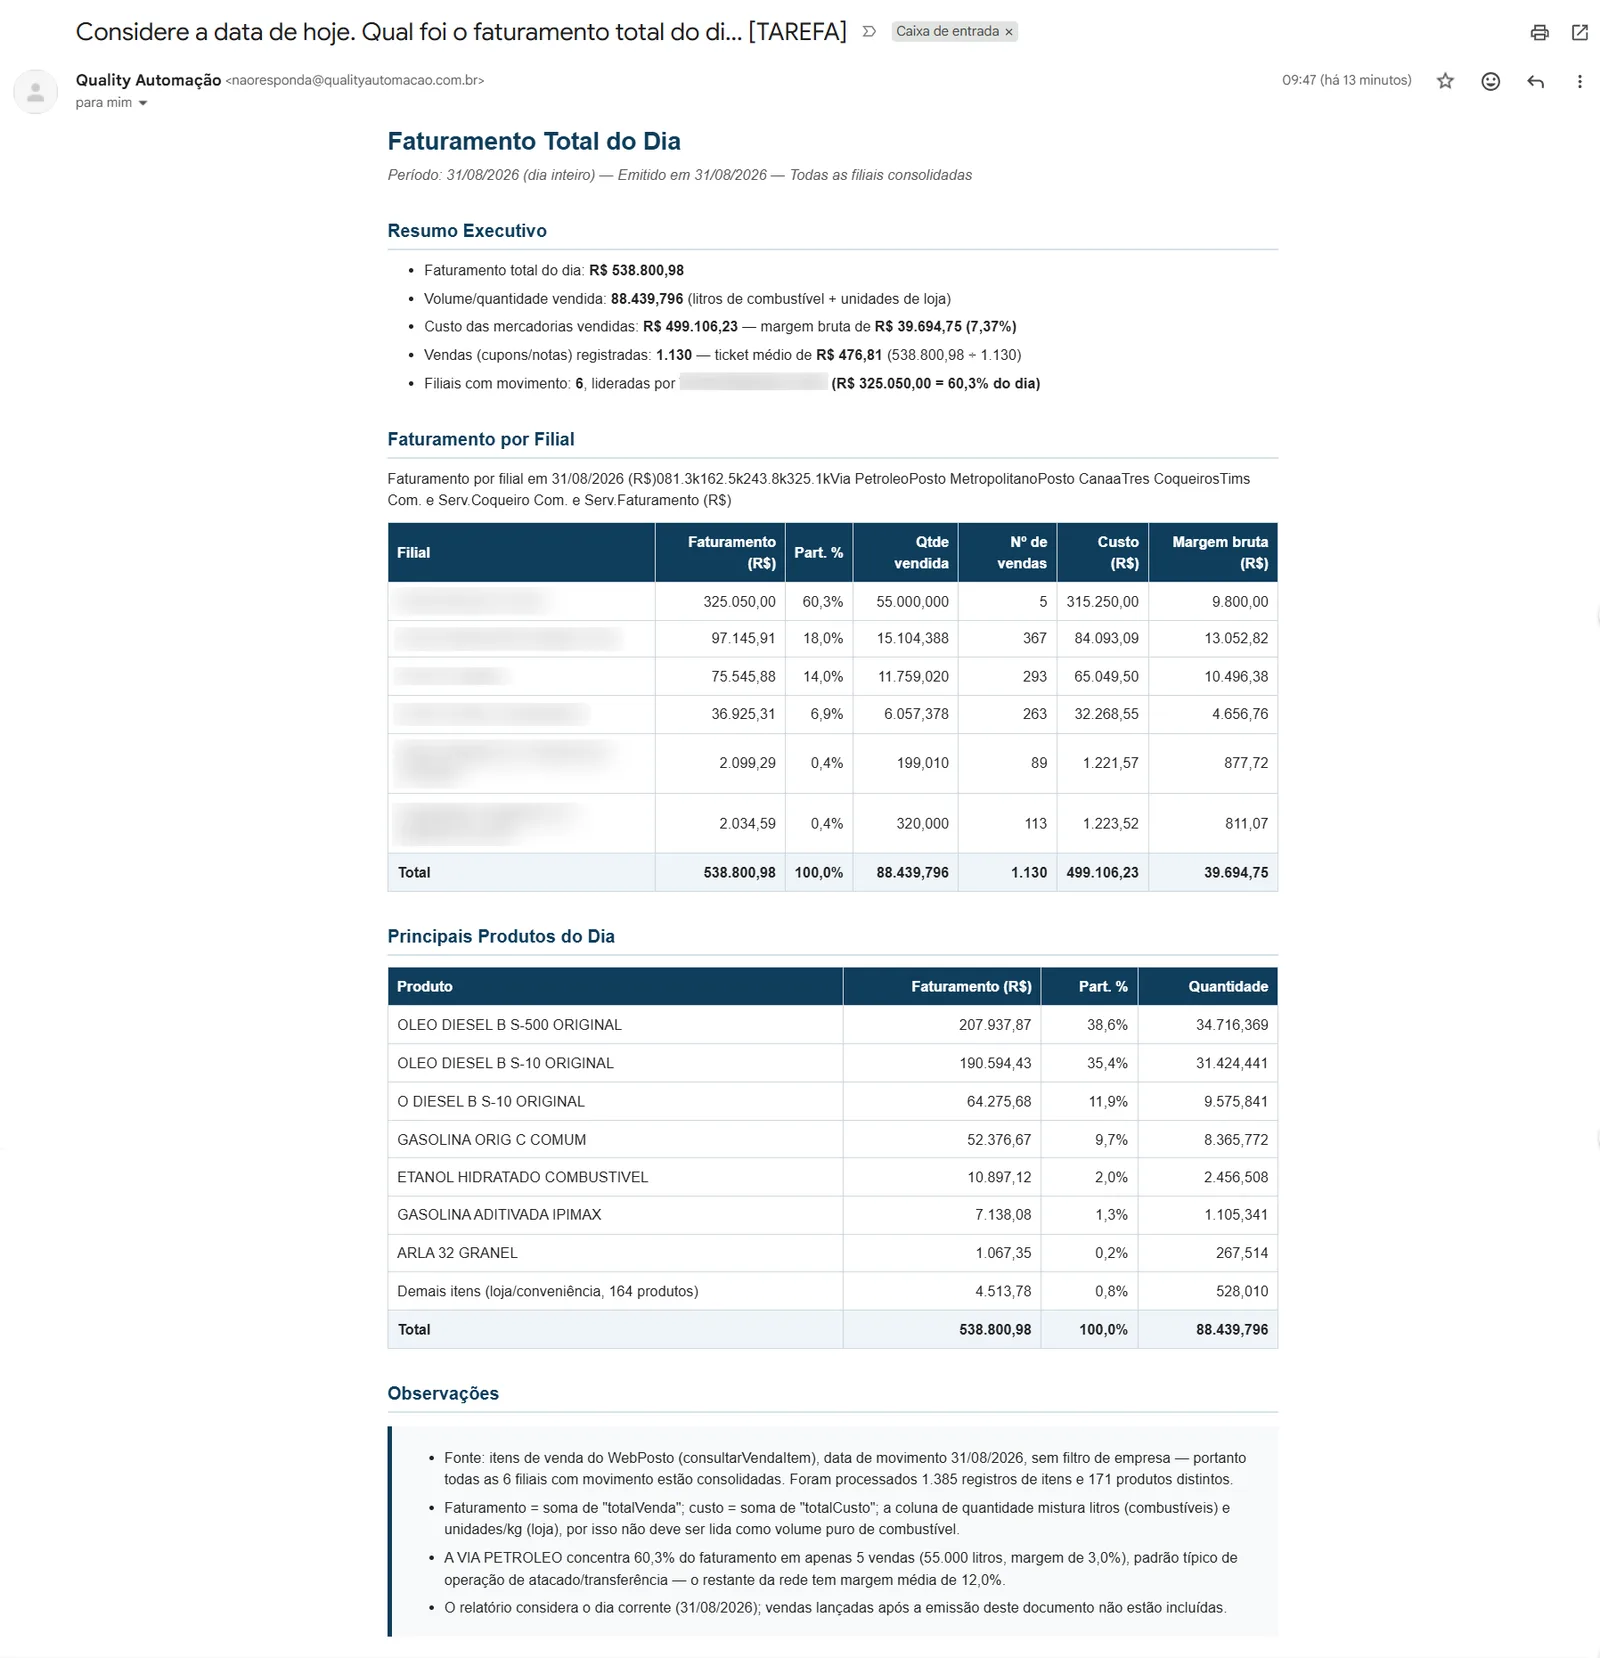 Considere a data de hoje. Qual foi o faturamento total do di... [TAREFA] Caixa de entrada ×
Quality Automação <naoresponda@qualityautomacao.com.br> 09:47 (há 13 minutos)
para mim
Faturamento Total do Dia
Período: 31/08/2026 (dia inteiro) — Emitido em 31/08/2026 — Todas as filiais consolidadas
Resumo Executivo
• Faturamento total do dia: R$ 538.800,98
• Volume/quantidade vendida: 88.439,796 (litros de combustível + unidades de loja)
• Custo das mercadorias vendidas: R$ 499.106,23 — margem bruta de R$ 39.694,75 (7,37%)
• Vendas (cupons/notas) registradas: 1.130 — ticket médio de R$ 476,81 (538.800,98 ÷ 1.130)
• Filiais com movimento: 6, lideradas por (R$ 325.050,00 = 60,3% do dia)
Faturamento por Filial
Faturamento por filial em 31/08/2026 (R$)081.3k162.5k243.8k325.1kVia PetroleoPosto MetropolitanoPosto CanaaTres CoqueirosTims
Com. e Serv.Coqueiro Com. e Serv.Faturamento (R$)
Filial Faturamento (R$) Part. % Qtde vendida Nº de vendas Custo (R$) Margem bruta (R$)
325.050,00 60,3% 55.000,000 5 315.250,00 9.800,00
97.145,91 18,0% 15.104,388 367 84.093,09 13.052,82
75.545,88 14,0% 11.759,020 293 65.049,50 10.496,38
36.925,31 6,9% 6.057,378 263 32.268,55 4.656,76
2.099,29 0,4% 199,010 89 1.221,57 877,72
2.034,59 0,4% 320,000 113 1.223,52 811,07
Total 538.800,98 100,0% 88.439,796 1.130 499.106,23 39.694,75
Principais Produtos do Dia
Produto Faturamento (R$) Part. % Quantidade
OLEO DIESEL B S-500 ORIGINAL 207.937,87 38,6% 34.716,369
OLEO DIESEL B S-10 ORIGINAL 190.594,43 35,4% 31.424,441
O DIESEL B S-10 ORIGINAL 64.275,68 11,9% 9.575,841
GASOLINA ORIG C COMUM 52.376,67 9,7% 8.365,772
ETANOL HIDRATADO COMBUSTIVEL 10.897,12 2,0% 2.456,508
GASOLINA ADITIVADA IPIMAX 7.138,08 1,3% 1.105,341
ARLA 32 GRANEL 1.067,35 0,2% 267,514
Demais itens (loja/conveniência, 164 produtos) 4.513,78 0,8% 528,010
Total 538.800,98 100,0% 88.439,796
Observações
• Fonte: itens de venda do WebPosto (consultarVendaItem), data de movimento 31/08/2026, sem filtro de empresa — portanto
todas as 6 filiais com movimento estão consolidadas. Foram processados 1.385 registros de itens e 171 produtos distintos.
• Faturamento = soma de "totalVenda"; custo = soma de "totalCusto"; a coluna de quantidade mistura litros (combustíveis) e
unidades/kg (loja), por isso não deve ser lida como volume puro de combustível.
• A VIA PETROLEO concentra 60,3% do faturamento em apenas 5 vendas (55.000 litros, margem de 3,0%), padrão típico de
operação de atacado/transferência — o restante da rede tem margem média de 12,0%.
• O relatório considera o dia corrente (31/08/2026); vendas lançadas após a emissão deste documento não estão incluídas.